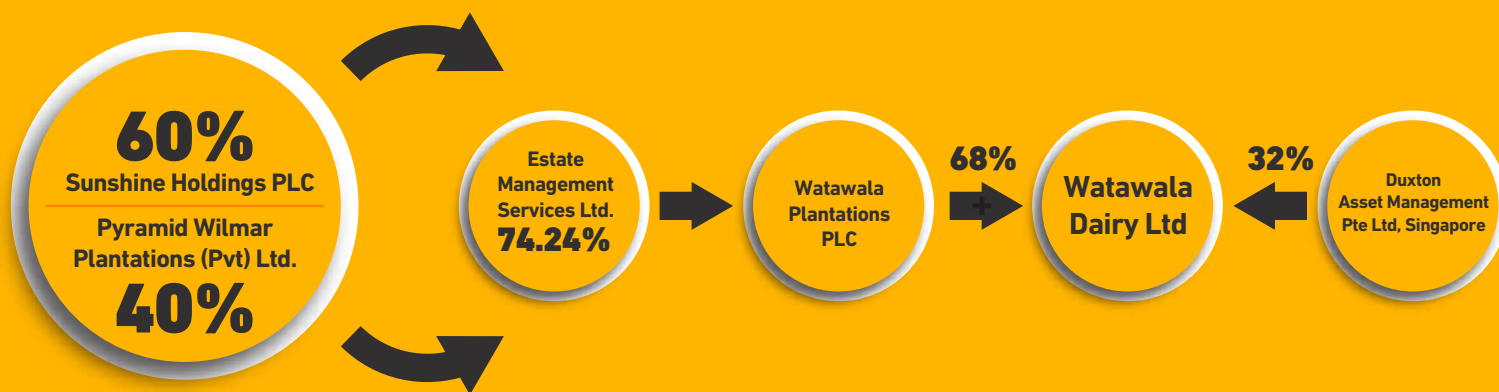 60%
Sunshine Holdings PLC
Pyramid Wilmar
Plantations (Pvt) Ltd.
40%
Estate
Management
Services Ltd.
74.24%
Watawala
Plantations
PLC
68%
+
Watawala
Dairy Ltd
32%
Duxton
Asset Management
Pte Ltd, Singapore